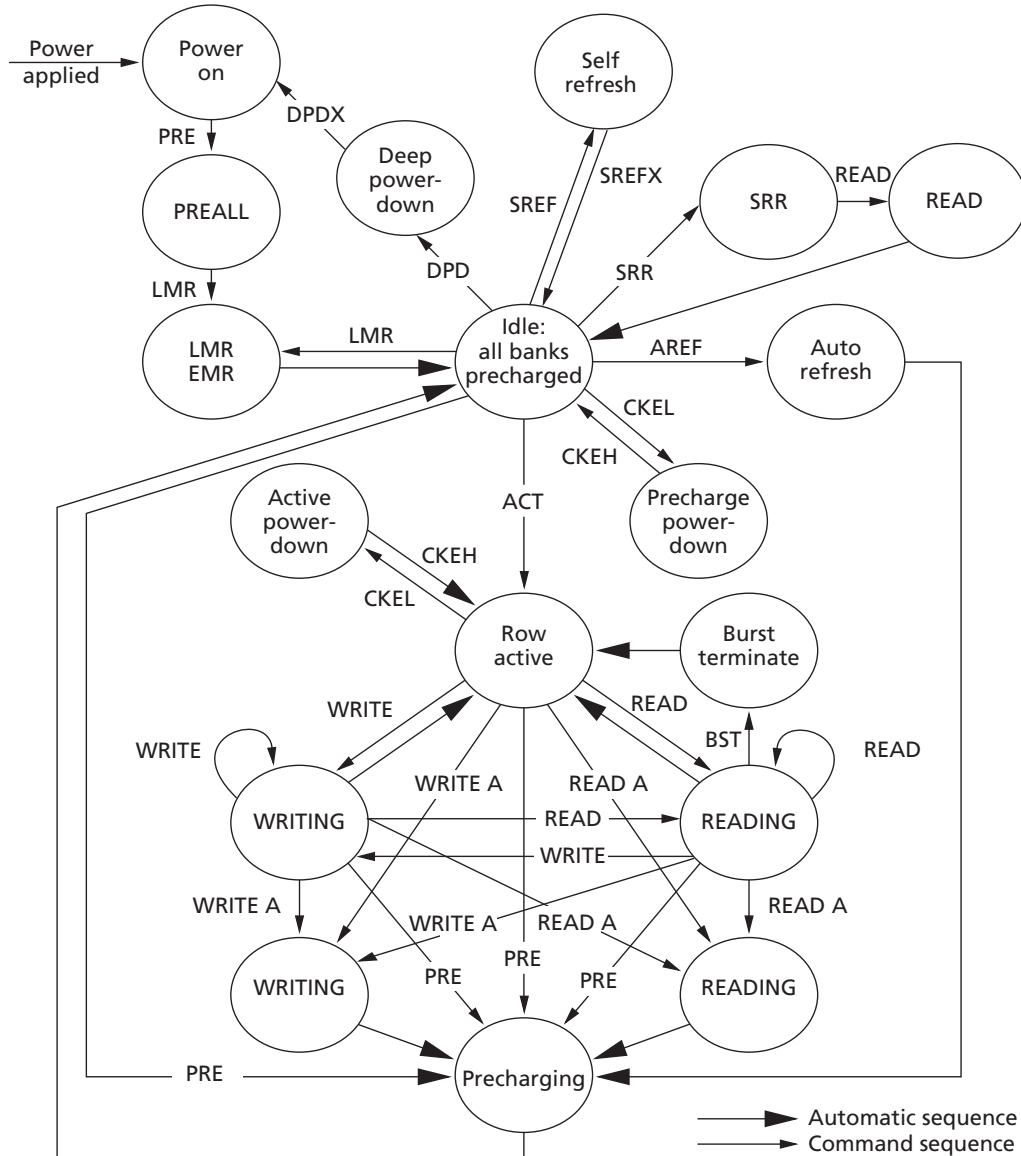 Power
applied
Power
on
Self
refresh
DPDX
PRE
Deep
power-
down
PREALL
SREF
SREFX
SRR
READ
READ
DPD
SRR
LMR
LMR
EMR
LMR
Idle:
all banks
precharged
AREF
Auto
refresh
CKEL
CKEH
Active
power-
down
ACT
Precharge
power-
down
CKEH
CKEL
Row
active
Burst
terminate
WRITE
READ
BST
WRITE
READ
WRITE A
READ A
WRITING
READ
READING
WRITE
WRITE A
WRITE A
READ A
READ A
WRITING
PRE
PRE
PRE
READING
PRE
Precharging
Automatic sequence
Command sequence